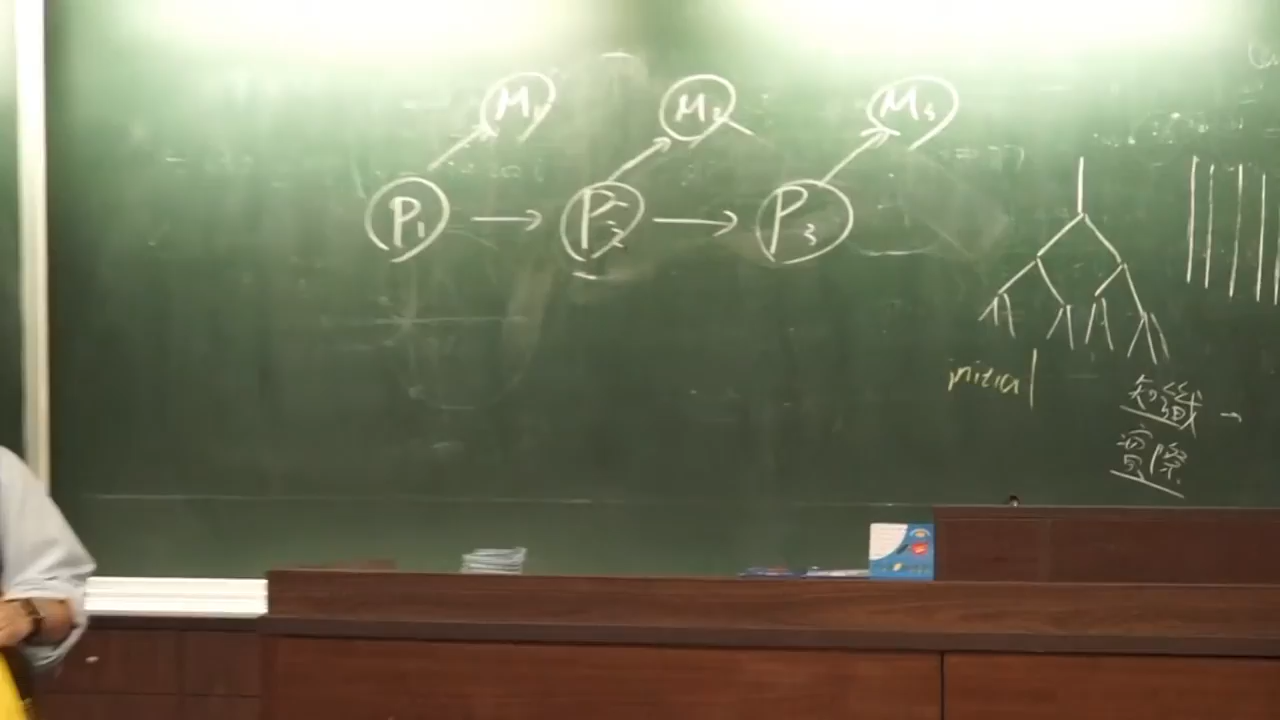 M₁ M₂ M₃
P₁ → P₂ → P₃
initial
知識 →
實際